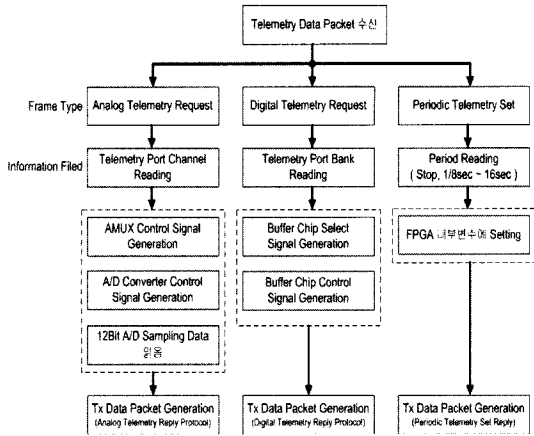 Telemetry Data Packet 수신
Frame Type
Analog Telemetry Request
Digital Telemetry Request
Periodic Telemetry Set
Information Filed
Telemetry Port Channel
Reading
Telemetry Port Bank
Reading
Period Reading
( Stop, 1/8sec ~ 16sec )
AMUX Control Signal
Generation
Buffer Chip Select
Signal Generation
FPGA 내부변수에 Setting
A/D Converter Control
Signal Generation
Buffer Chip Control
Signal Generation
12Bit A/D Sampling Data
Tx Data Packet Generation
(Analog Telemetry Reply Protocol)
Tx Data Packet Generation
(Digital Telemetry Reply Protocol)
Tx Data Packet Generation
(Periodic Telemetry Set Reply)